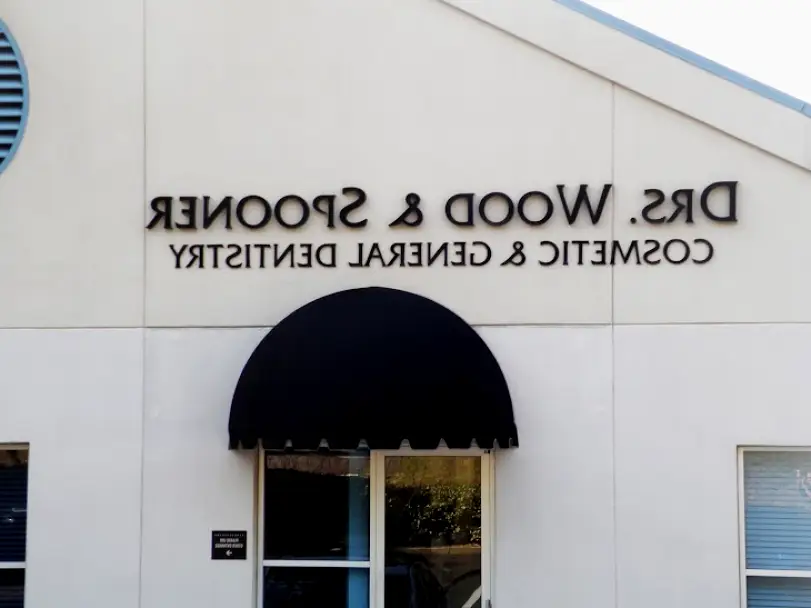 DRS. WOOD & SPOONER
COSMETIC & GENERAL DENTISTRY